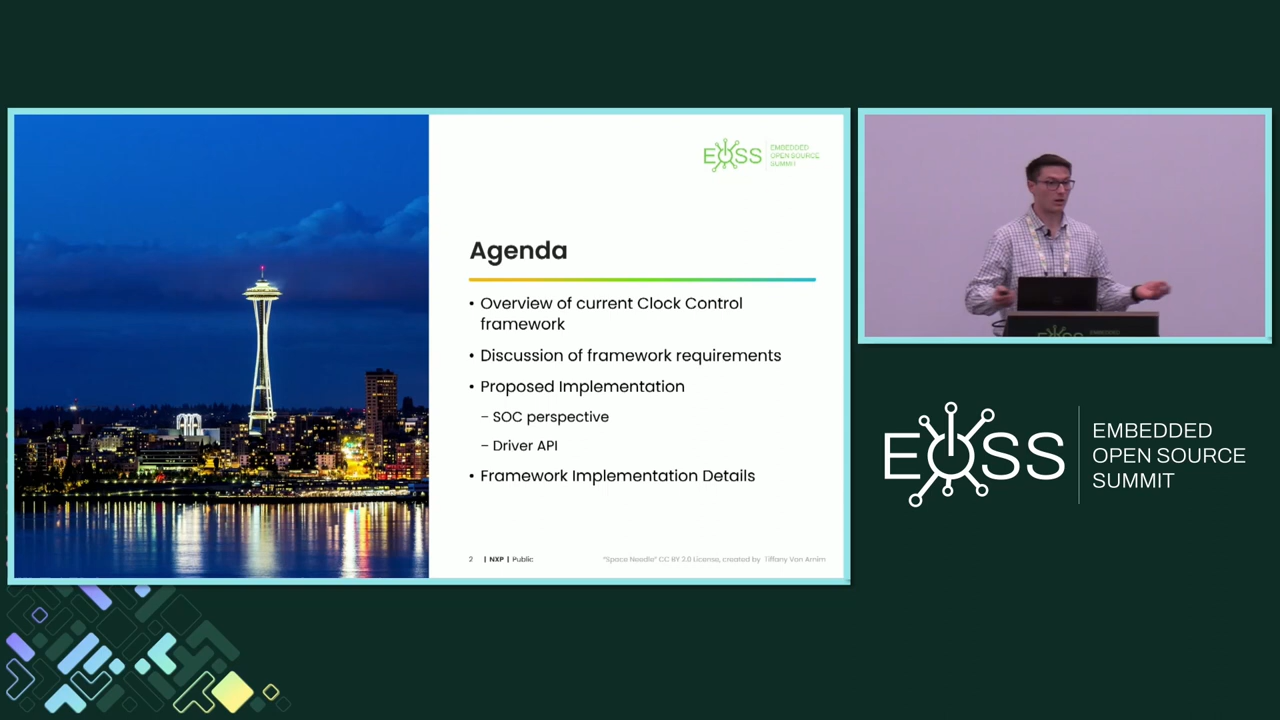 EOSS
EMBEDDED
OPEN SOURCE
SUMMIT
Agenda
• Overview of current Clock Control
framework
• Discussion of framework requirements
• Proposed Implementation
– SOC perspective
– Driver API
• Framework Implementation Details
2 | NXP | Public
"Space Needle" CC BY 2.0 License, created by Tiffany Von Arnim
EOSS
EMBEDDED
OPEN SOURCE
SUMMIT